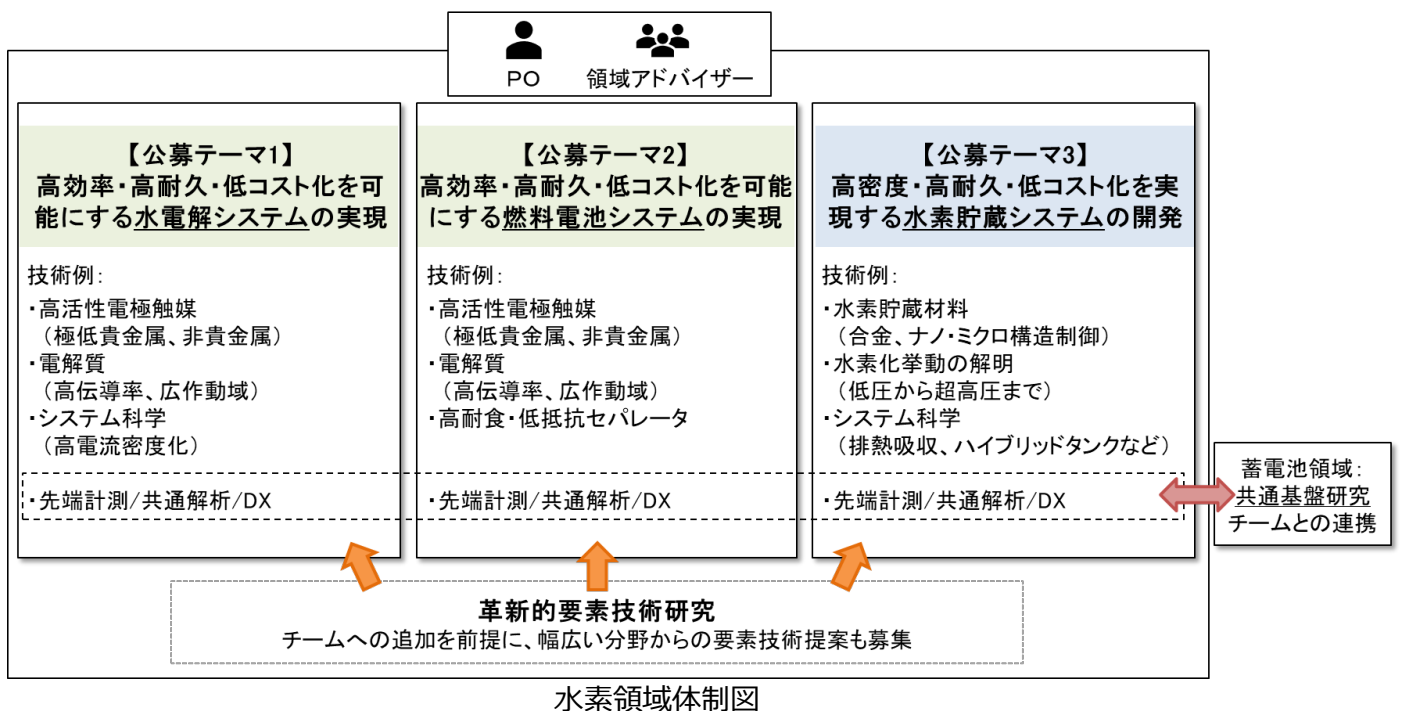 PO 領域アドバイザー
【公募テーマ1】
高効率・高耐久・低コスト化を可
能にする水電解システムの実現
技術例:
・高活性電極触媒
（極低貴金属、非貴金属）
・電解質
（高伝導率、広作動域）
・システム科学
（高電流密度化）
・先端計測/共通解析/DX
【公募テーマ2】
高効率・高耐久・低コスト化を可能
にする燃料電池システムの実現
技術例:
・高活性電極触媒
（極低貴金属、非貴金属）
・電解質
（高伝導率、広作動域）
・高耐食・低抵抗セパレータ
・先端計測/共通解析/DX
【公募テーマ3】
高密度・高耐久・低コスト化を実
現する水素貯蔵システムの開発
技術例:
・水素貯蔵材料
（合金、ナノ・ミクロ構造制御）
・水素化挙動の解明
（低圧から超高圧まで）
・システム科学
（排熱吸収、ハイブリッドタンクなど）
・先端計測/共通解析/DX
蓄電池領域:
共通基盤研究
チームとの連携
革新的要素技術研究
チームへの追加を前提に、幅広い分野からの要素技術提案も募集
水素領域体制図